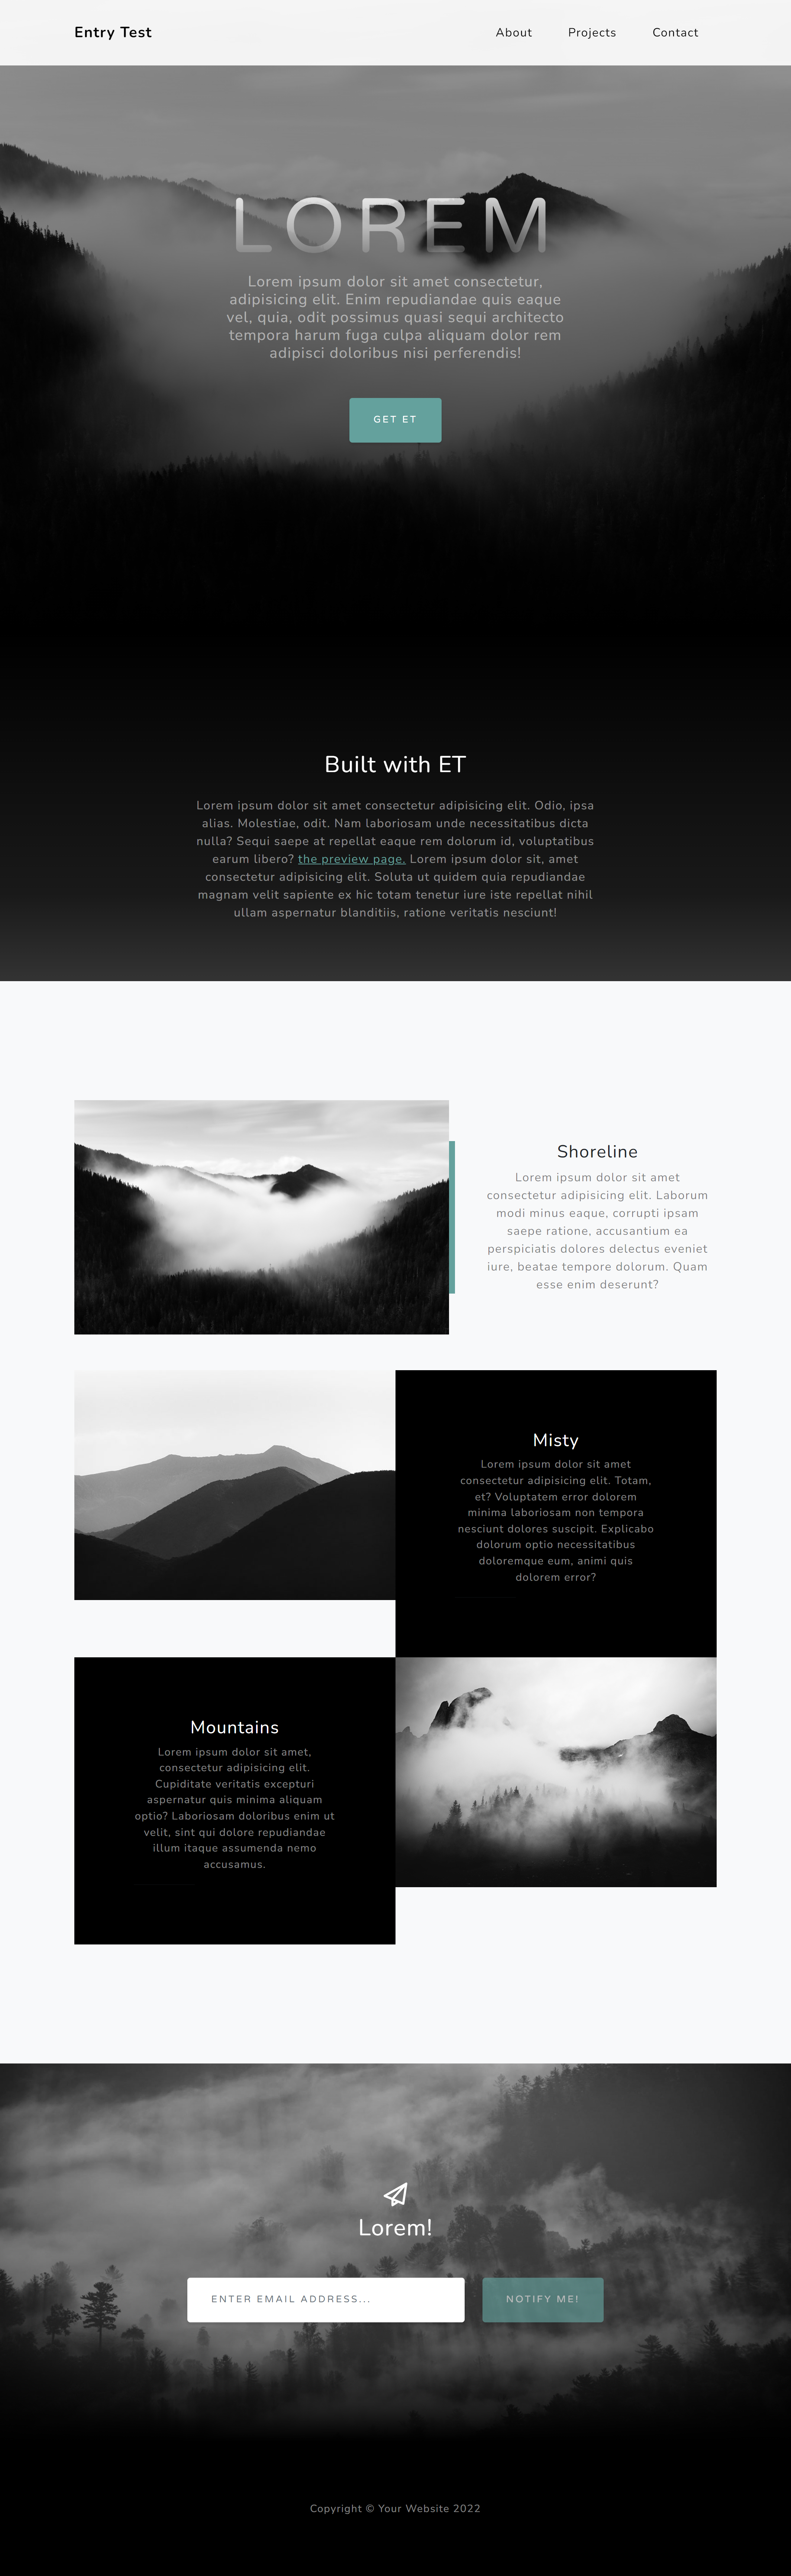 Entry Test
About Projects Contact
LOREM
Lorem ipsum dolor sit amet consectetur,
adipisicing elit. Enim repudiandae quis eaque
vel, quia, odit possimus quasi sequi architecto
tempora harum fuga culpa aliquam dolor rem
adipisci doloribus nisi perferendis!
GET ET
Built with ET
Lorem ipsum dolor sit amet consectetur adipisicing elit. Odio, ipsa
alias. Molestiae, odit. Nam laboriosam unde necessitatibus dicta
nulla? Sequi saepe at repellat eaque rem dolorum id, voluptatibus
earum libero? the preview page. Lorem ipsum dolor sit, amet
consectetur adipisicing elit. Soluta ut quidem quia repudiandae
magnam velit sapiente ex hic totam tenetur iure iste repellat nihil
ullam aspernatur blanditiis, ratione veritatis nesciunt!
Shoreline
Lorem ipsum dolor sit amet
consectetur adipisicing elit. Laborum
modi minus eaque, corrupti ipsam
saepe ratione, accusantium ea
perspiciatis dolores delectus eveniet
iure, beatae tempore dolorum. Quam
esse enim deserunt?
Misty
Lorem ipsum dolor sit amet
consectetur adipisicing elit. Totam,
et? Voluptatem error dolorem
minima laboriosam non tempora
nesciunt dolores suscipit. Explicabo
dolorum optio necessitatibus
doloremque eum, animi quis
dolorem error?
Mountains
Lorem ipsum dolor sit amet,
consectetur adipisicing elit.
Cupiditate veritatis excepturi
aspernatur quis minima aliquam
optio? Laboriosam doloribus enim ut
velit, sint qui dolore repudiandae
illum itaque assumenda nemo
accusamus.
Lorem!
ENTER EMAIL ADDRESS...
NOTIFY ME!
Copyright © Your Website 2022